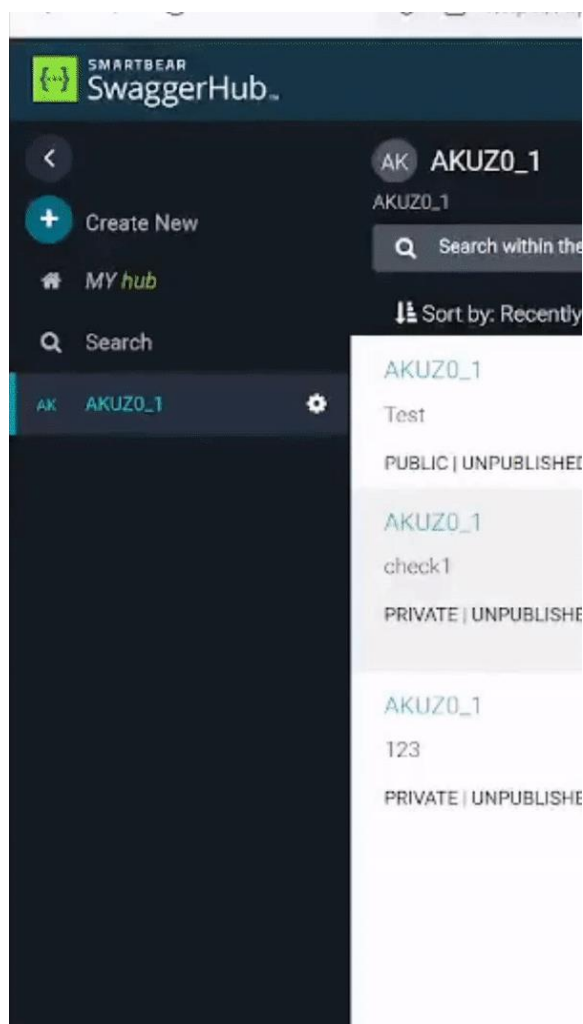 SMARTBEAR
SwaggerHub
Create New
MY hub
Search
AK AKUZ0_1
AK AKUZ0_1
AKUZ0_1
Search within the
Sort by: Recently
AKUZ0_1
Test
PUBLIC | UNPUBLISHED
AKUZ0_1
check1
PRIVATE | UNPUBLISHE
AKUZ0_1
123
PRIVATE | UNPUBLISHE